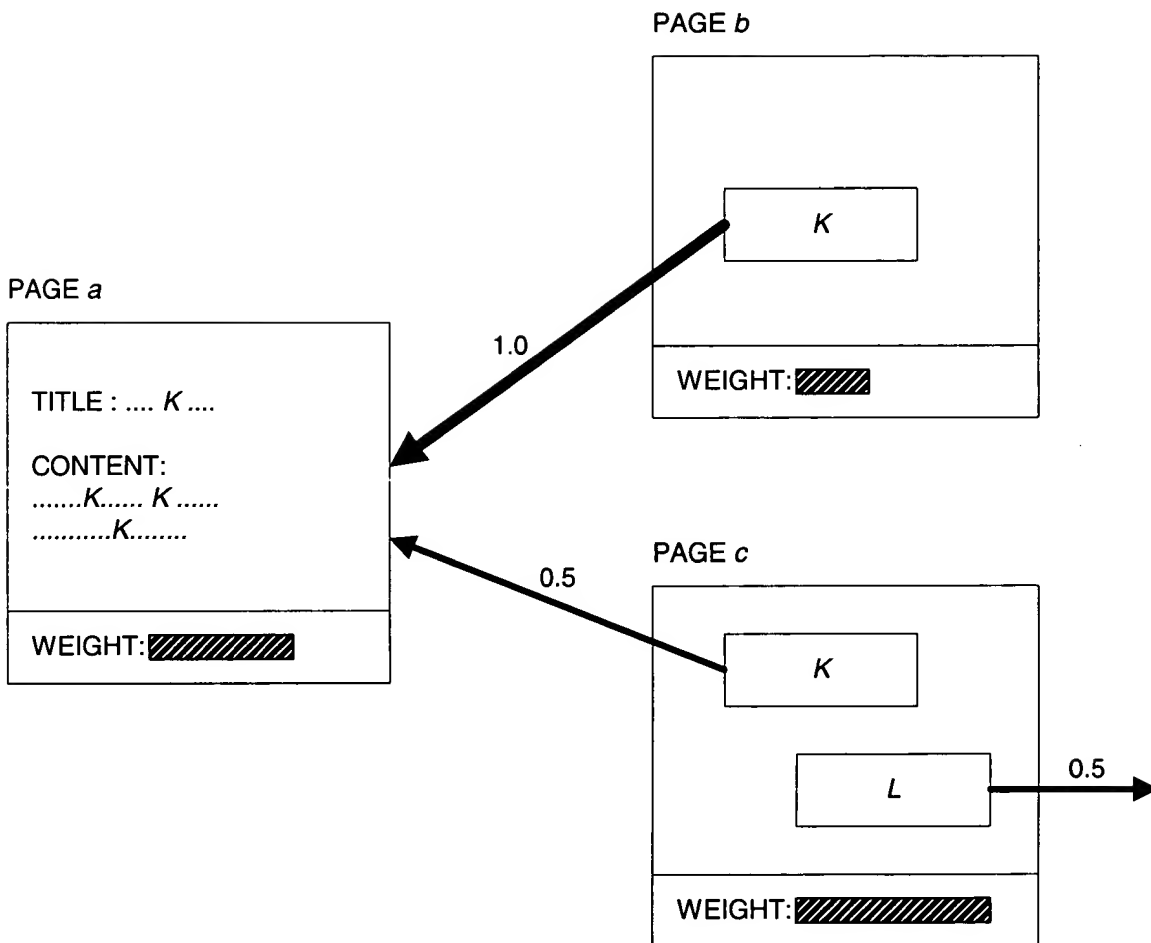 PAGE b
K
1.0
WEIGHT:
PAGE a
TITLE : .... K ....
CONTENT:
.......K...... K ......
...........K........
WEIGHT:
PAGE c
0.5
K
L
0.5
WEIGHT: